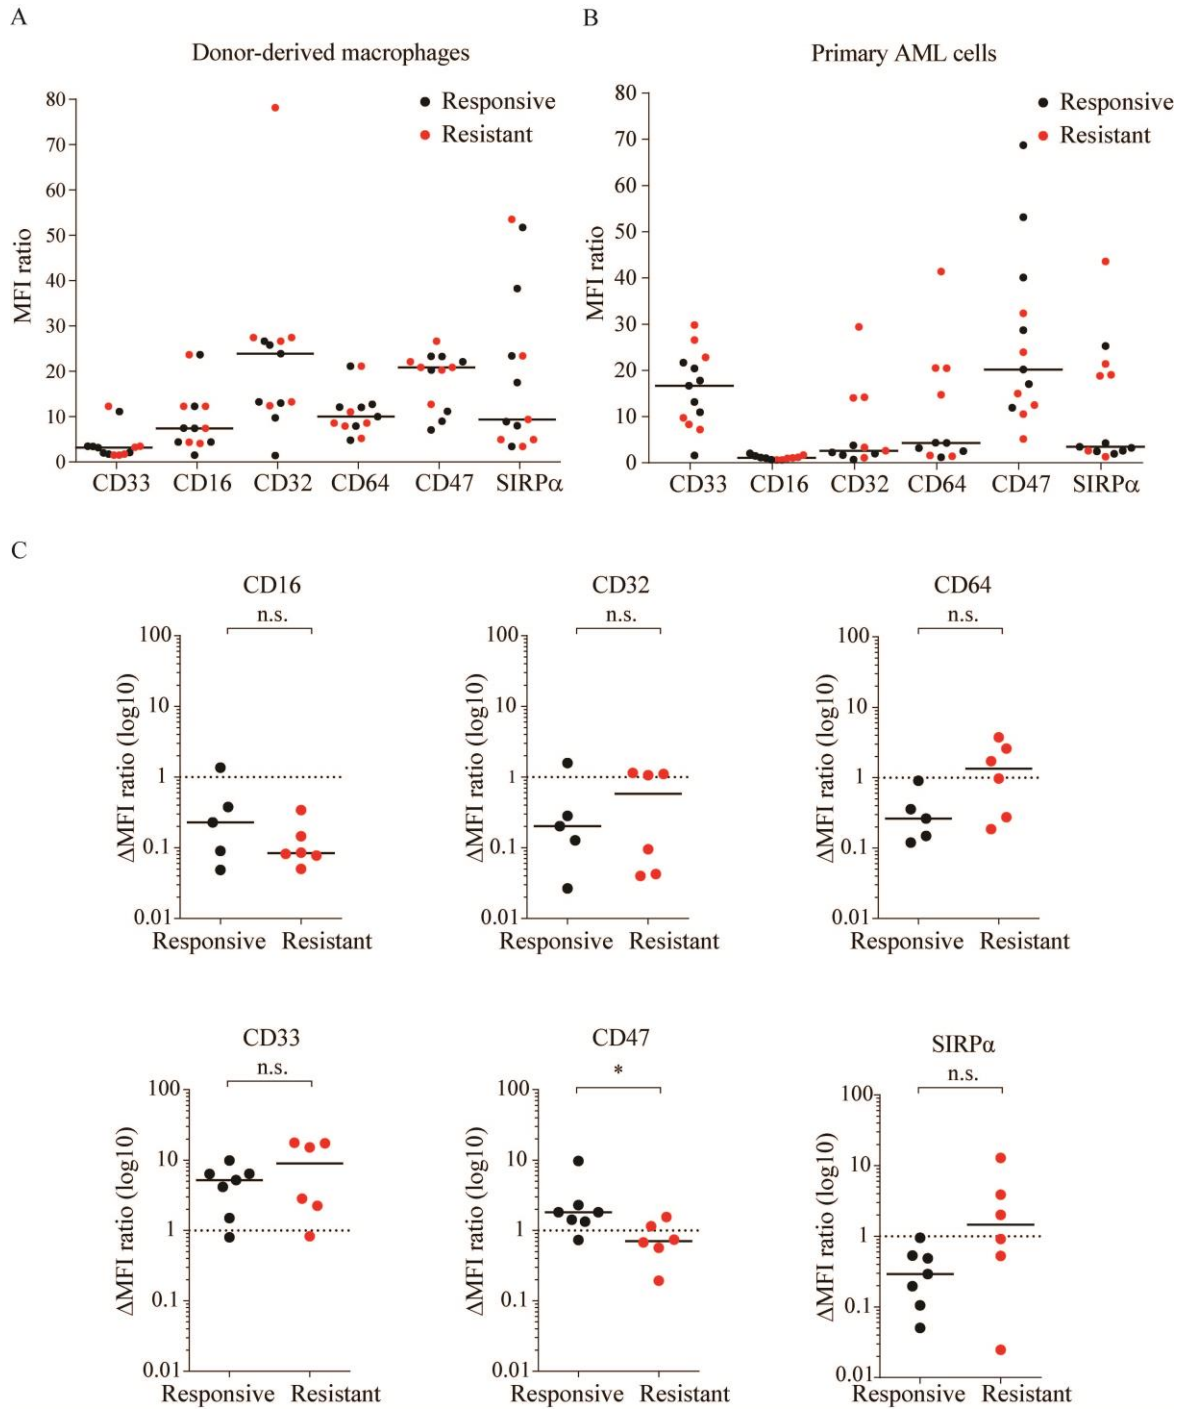 A
B
Donor-derived macrophages
Primary AML cells
Responsive
Resistant
Responsive
Resistant
MFI ratio
80
70
60
50
40
30
20
10
0
CD33 CD16 CD32 CD64 CD47 SIRPα
MFI ratio
80
70
60
50
40
30
20
10
0
CD33 CD16 CD32 CD64 CD47 SIRPα
C
CD16
n.s.
ΔMFI ratio (log10)
100
10
1
0.1
0.01
Responsive Resistant
CD32
n.s.
ΔMFI ratio (log10)
100
10
1
0.1
0.01
Responsive Resistant
CD64
n.s.
ΔMFI ratio (log10)
100
10
1
0.1
0.01
Responsive Resistant
CD33
n.s.
ΔMFI ratio (log10)
100
10
1
0.1
0.01
Responsive Resistant
CD47
*
ΔMFI ratio (log10)
100
10
1
0.1
0.01
Responsive Resistant
SIRPα
n.s.
ΔMFI ratio (log10)
100
10
1
0.1
0.01
Responsive Resistant